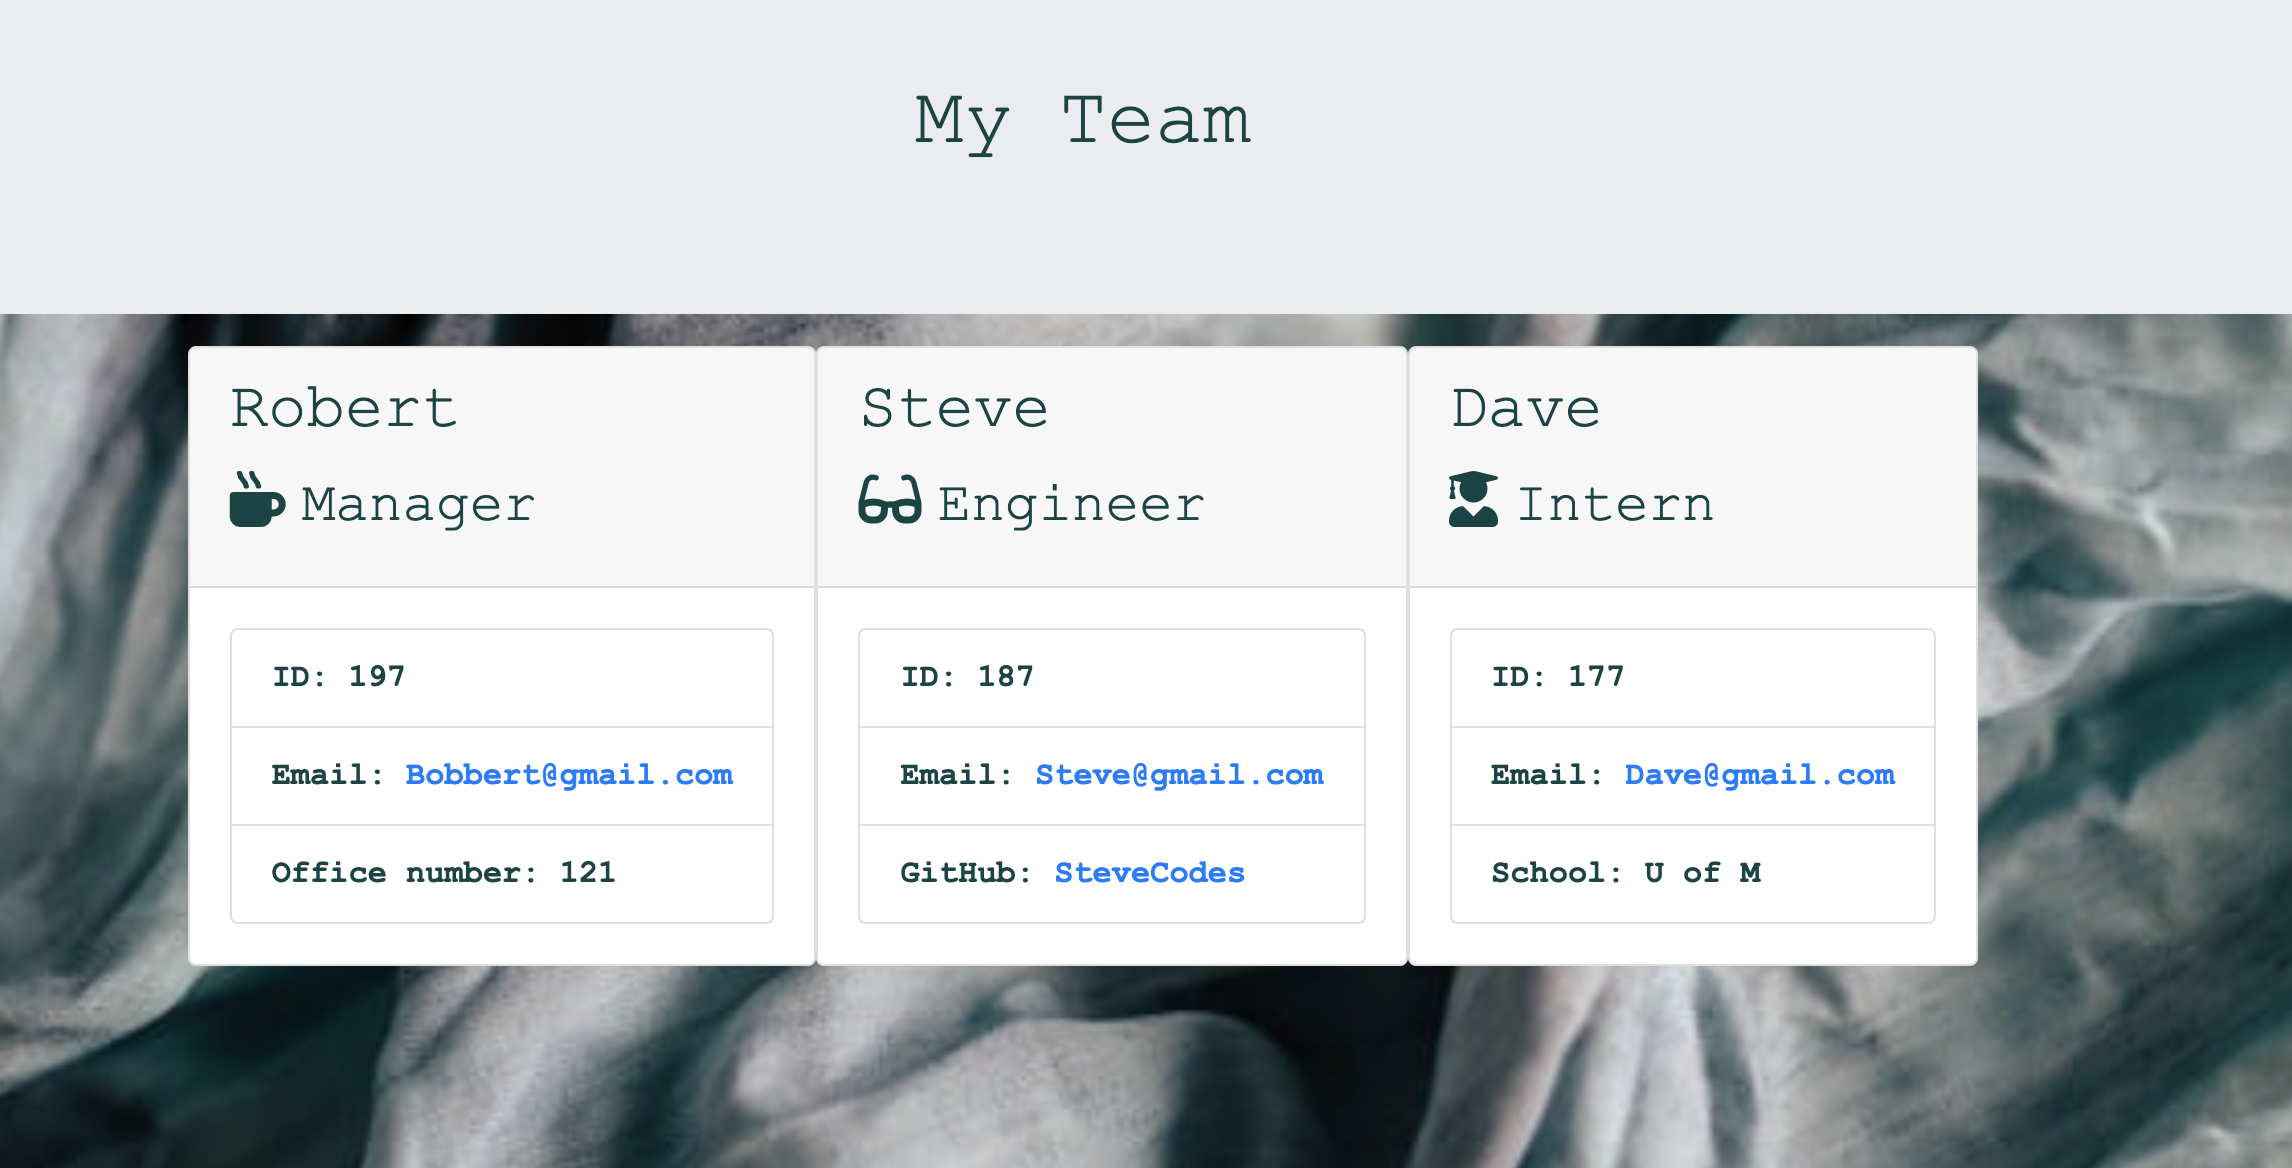 My Team
Robert
Manager
ID: 197
Email: Bobbert@gmail.com
Office number: 121
Steve
Engineer
ID: 187
Email: Steve@gmail.com
GitHub: SteveCodes
Dave
Intern
ID: 177
Email: Dave@gmail.com
School: U of M